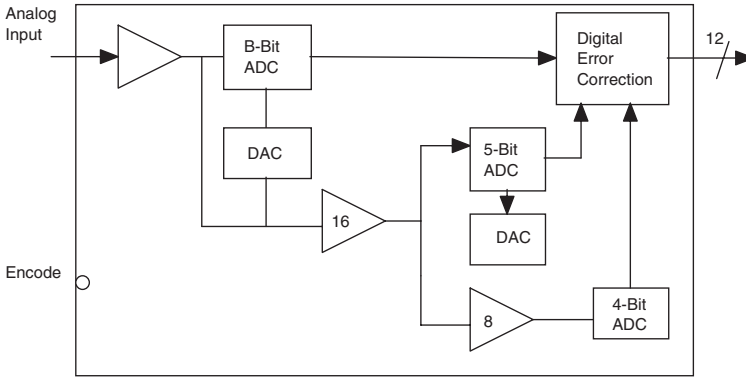 Analog
Input
B-Bit
ADC
Digital
Error
Correction
12
DAC
5-Bit
ADC
16
DAC
Encode
8
4-Bit
ADC